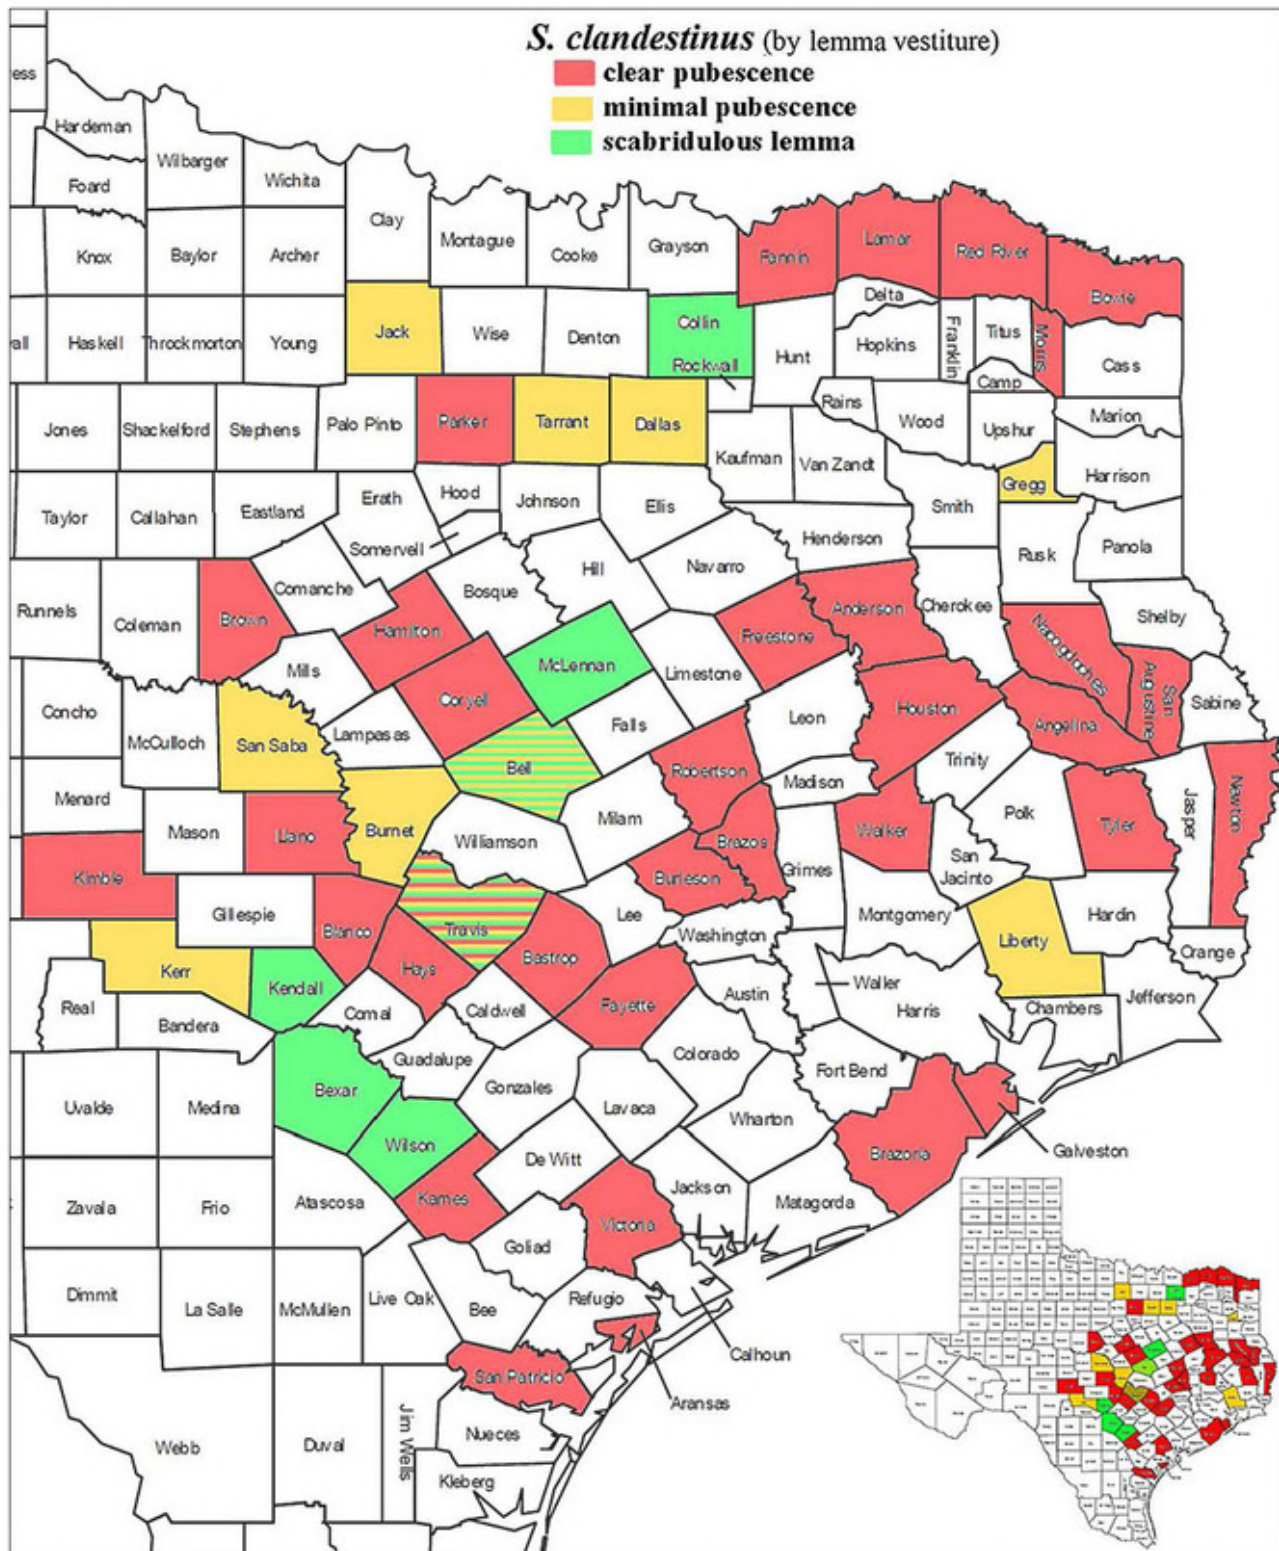 S. clandestinus (by lemma vestiture)
clear pubescence
minimal pubescence
scabridulous lemma
ess
Hardeman
Wilbarger
Foard
Wichita
Clay
Montague
Cooke
Grayson
Fannin
Lamar
Red River
Bowie
Knox
Baylor
Archer
Delta
Jack
Wise
Denton
Collin
Rockwall
Hunt
Hopkins
Franklin
Titus
Morris
Cass
all
Haskell
Throckmorton
Young
Camp
Jones
Shackelford
Stephens
Palo Pinto
Parker
Tarrant
Dallas
Rains
Wood
Upshur
Marion
Kaufman
Van Zandt
Gregg
Harrison
Taylor
Callahan
Eastland
Erath
Hood
Johnson
Ellis
Smith
Somervell
Henderson
Rusk
Panola
Runnels
Coleman
Brown
Comanche
Bosque
Hill
Navarro
Anderson
Cherokee
Shelby
Hamilton
Freestone
Nacogdoches
Mills
McLennan
Limestone
San
Augustine
Sabine
Concho
McCulloch
San Saba
Lampasas
Coryell
Falls
Leon
Houston
Angelina
Bell
Robertson
Madison
Trinity
Menard
Mason
Llano
Burnet
Williamson
Milam
Brazos
Walker
Polk
Tyler
Jasper
Newton
Kimble
Gillespie
Blanco
Travis
Burleson
Grimes
San
Jacinto
Lee
Washington
Montgomery
Liberty
Hardin
Orange
Kerr
Kendall
Hays
Bastrop
Fayette
Austin
Waller
Harris
Chambers
Jefferson
Real
Bandera
Comal
Caldwell
Guadalupe
Gonzales
Colorado
Fort Bend
Uvalde
Medina
Bexar
Lavaca
Wharton
Wilson
De Witt
Brazoria
Galveston
Zavala
Frio
Atascosa
Karnes
Victoria
Jackson
Matagorda
Goliad
Dimmit
La Salle
McMullen
Live Oak
Bee
Refugio
Calhoun
San Patricio
Aransas
Webb
Duval
Jim Wells
Nueces
Kleberg